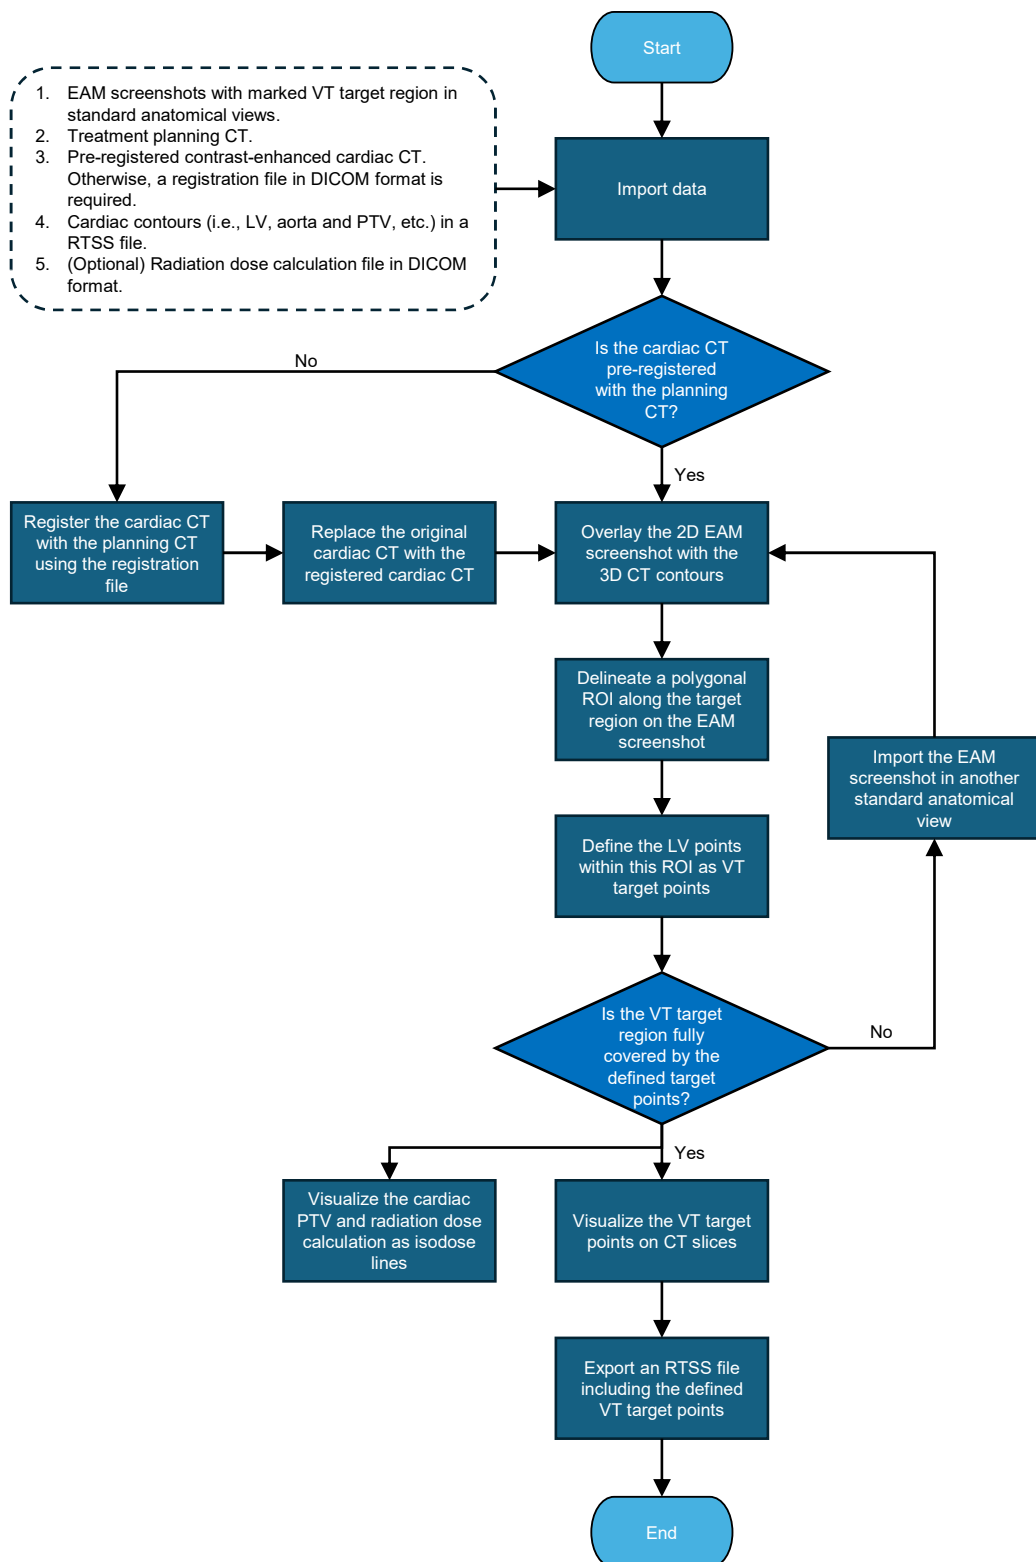 Start
1. EAM screenshots with marked VT target region in
standard anatomical views.
2. Treatment planning CT.
3. Pre-registered contrast-enhanced cardiac CT.
Otherwise, a registration file in DICOM format is
required.
4. Cardiac contours (i.e., LV, aorta and PTV, etc.) in a
RTSS file.
5. (Optional) Radiation dose calculation file in DICOM
format.
Import data
Is the cardiac CT
pre-registered
with the planning
CT?
No
Yes
Register the cardiac CT
with the planning CT
using the registration
file
Replace the original
cardiac CT with the
registered cardiac CT
Overlay the 2D EAM
screenshot with the
3D CT contours
Delineate a polygonal
ROI along the target
region on the EAM
screenshot
Import the EAM
screenshot in another
standard anatomical
view
Define the LV points
within this ROI as VT
target points
Is the VT target
region fully
covered by the
defined target
points?
No
Yes
Visualize the cardiac
PTV and radiation dose
calculation as isodose
lines
Visualize the VT target
points on CT slices
Export an RTSS file
including the defined
VT target points
End